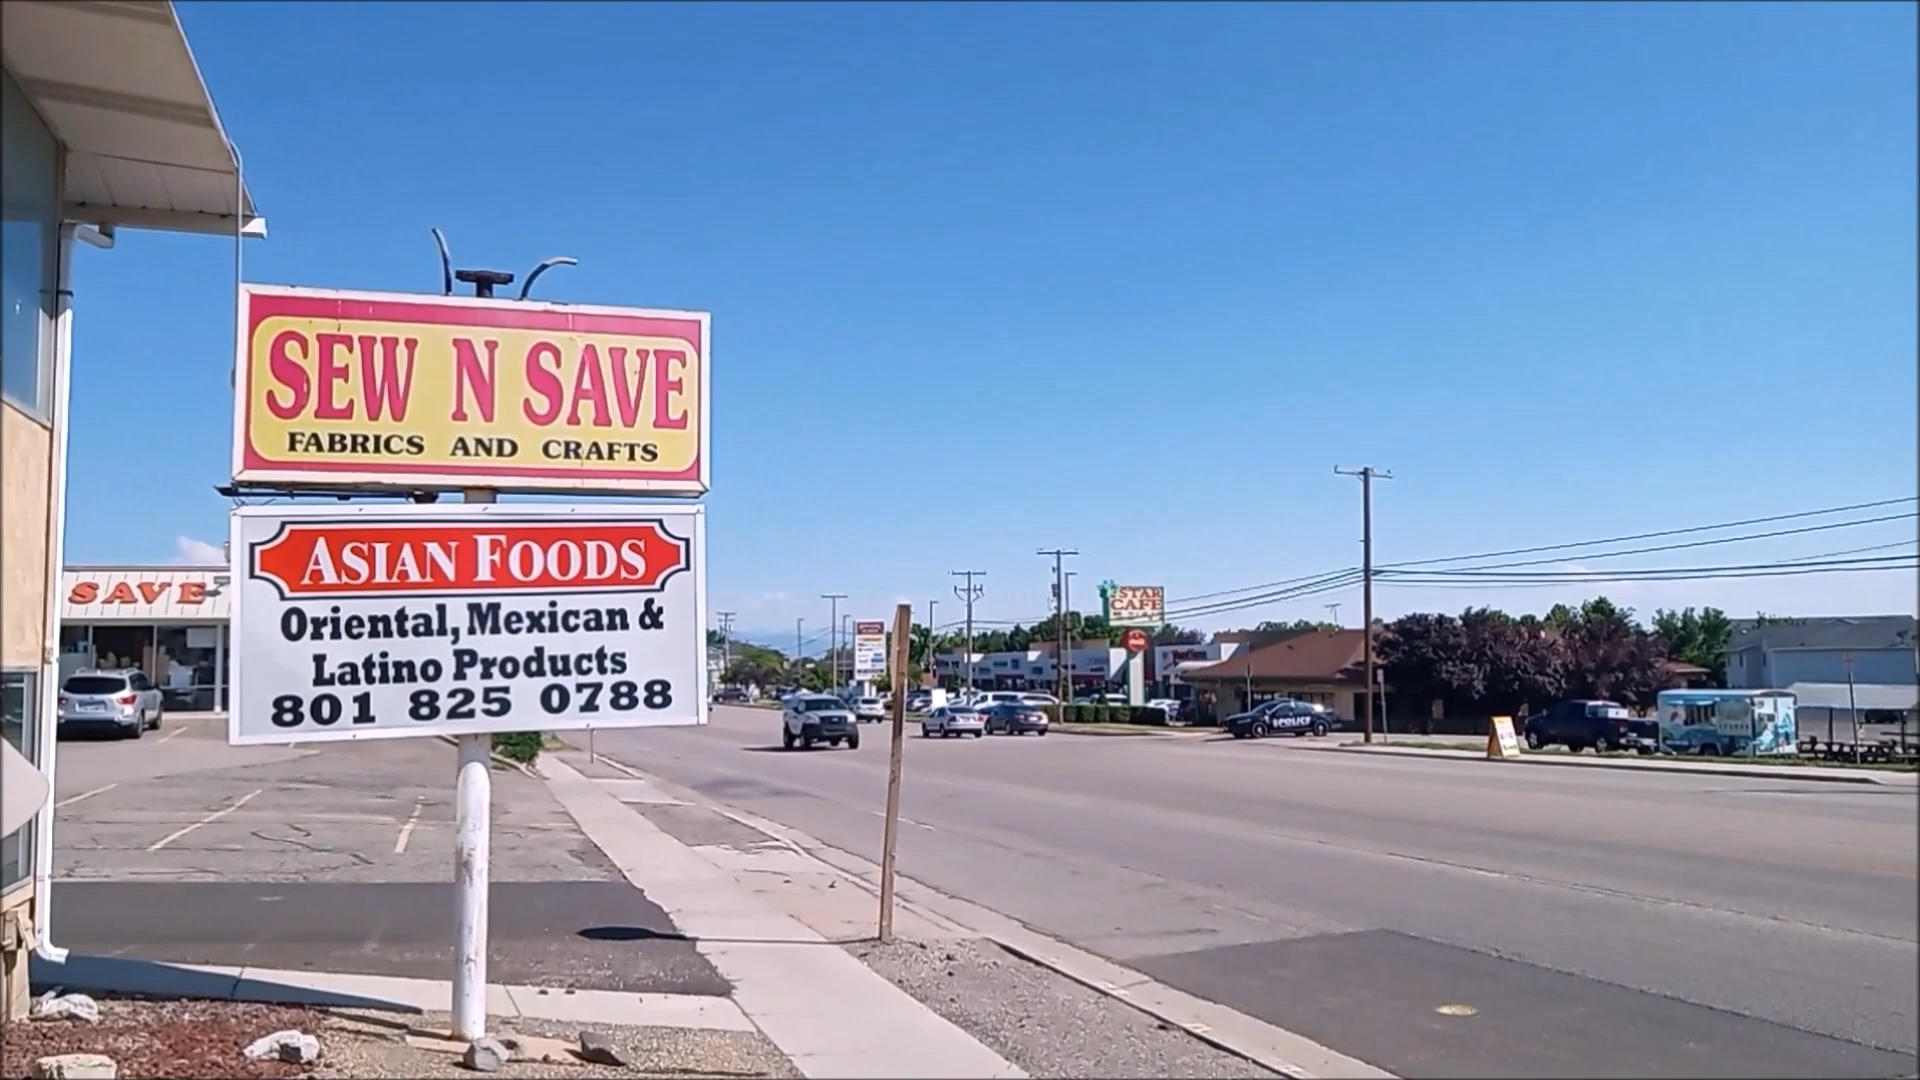 SEW N SAVE
FABRICS AND CRAFTS
ASIAN FOODS
Oriental, Mexican &
Latino Products
801 825 0788
SAVE
STAR
CAFE
POLICE